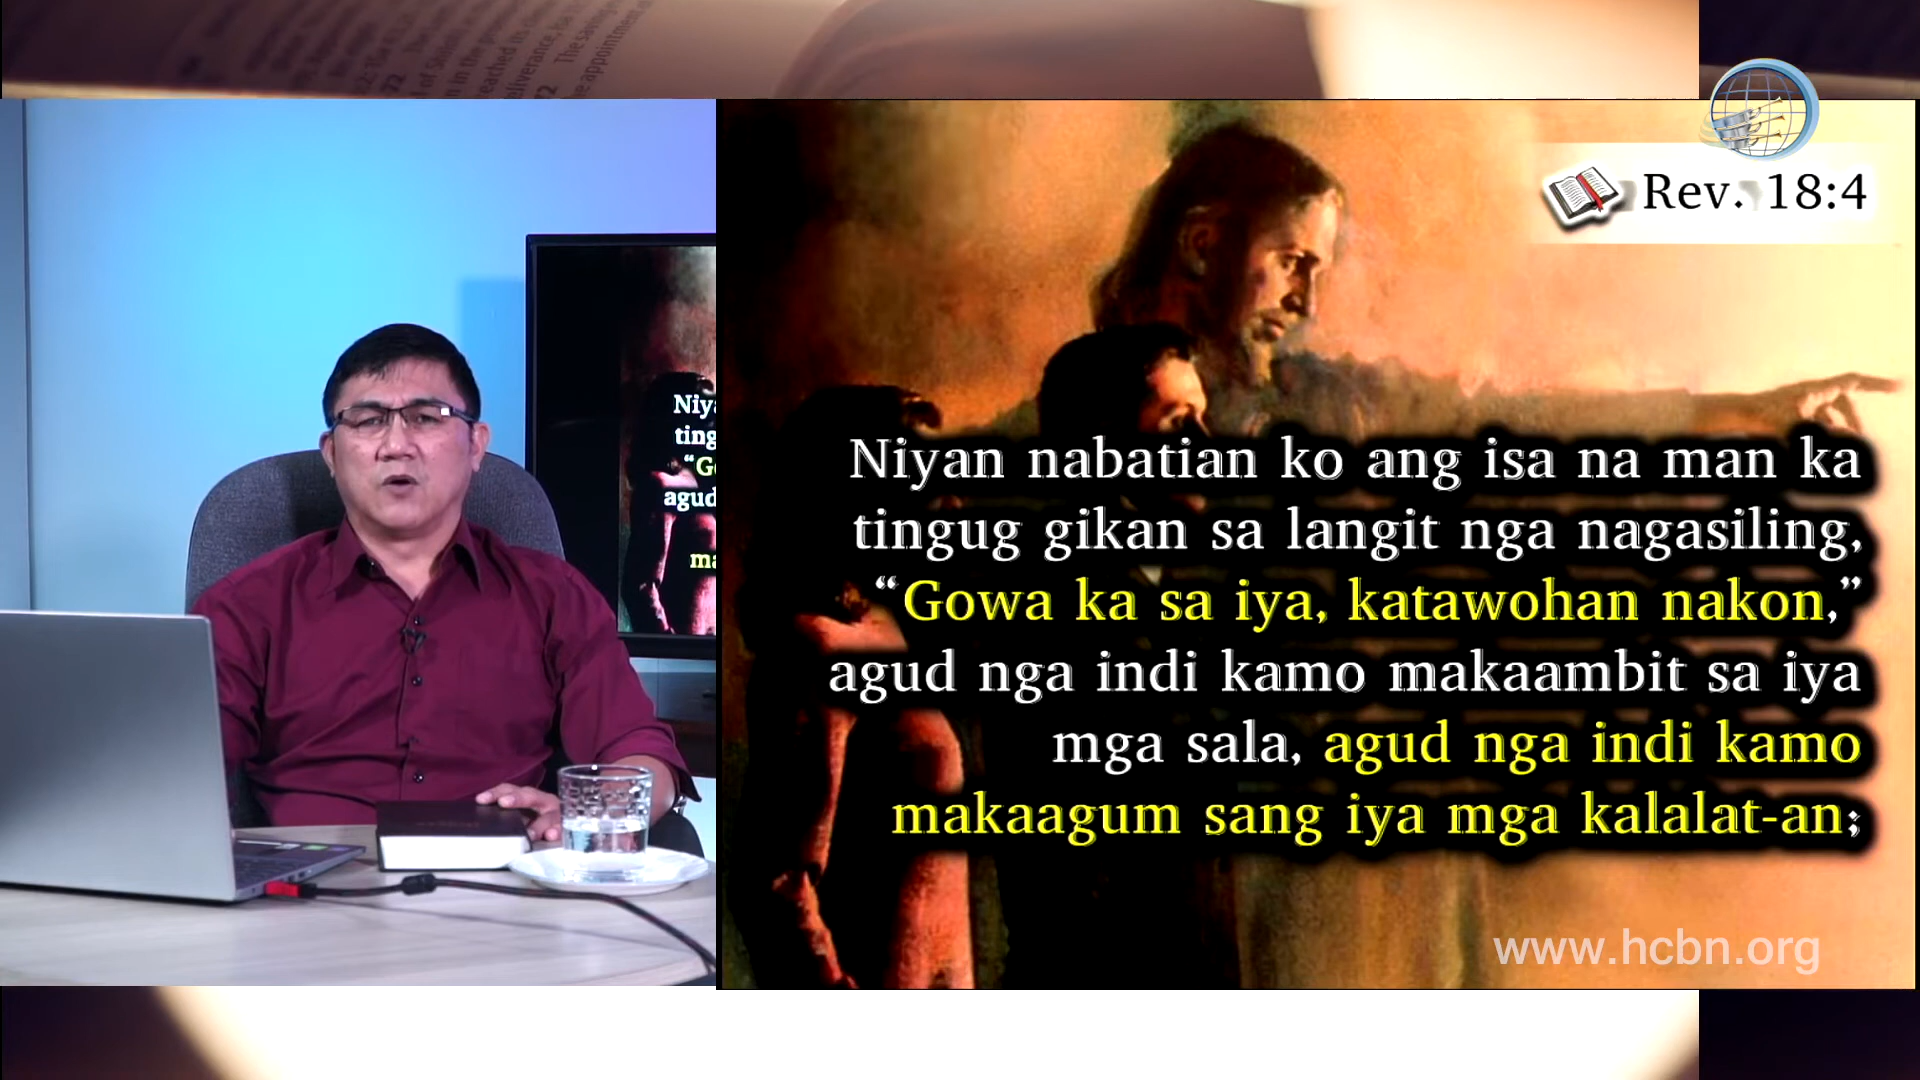 Rev. 18:4
Niyan nabatian ko ang isa na man ka
tingug gikan sa langit nga nagasiling,
“Gowa ka sa iya, katawohan nakon,”
agud nga indi kamo makaambit sa iya
mga sala, agud nga indi kamo
makaagum sang iya mga kalalat-an;
www.hcbn.org